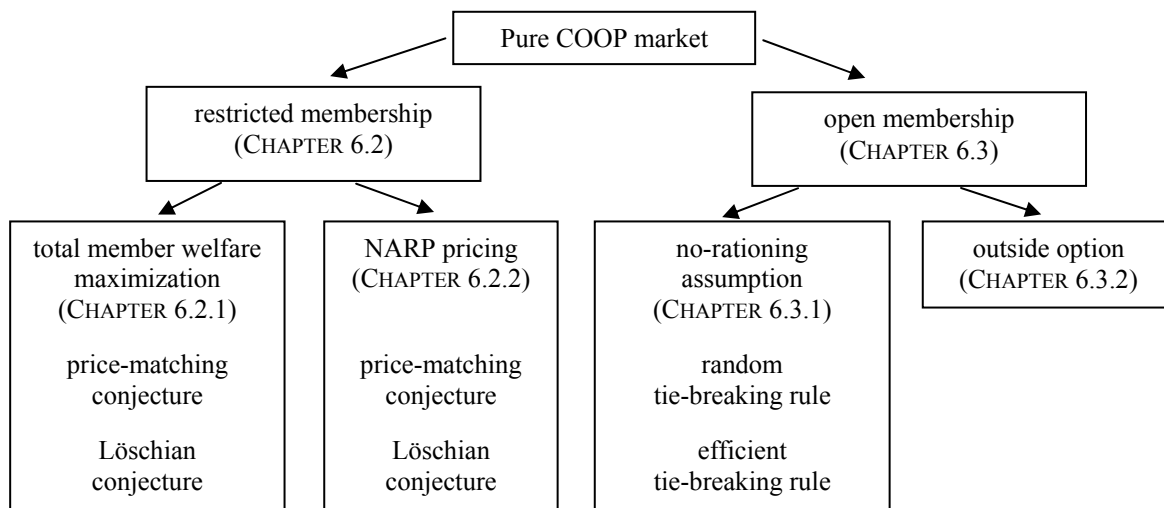 Pure COOP market
restricted membership
(CHAPTER 6.2)
open membership
(CHAPTER 6.3)
total member welfare
maximization
(CHAPTER 6.2.1)
price-matching
conjecture
Löschian
conjecture
NARP pricing
(CHAPTER 6.2.2)
price-matching
conjecture
Löschian
conjecture
no-rationing
assumption
(CHAPTER 6.3.1)
random
tie-breaking rule
efficient
tie-breaking rule
outside option
(CHAPTER 6.3.2)